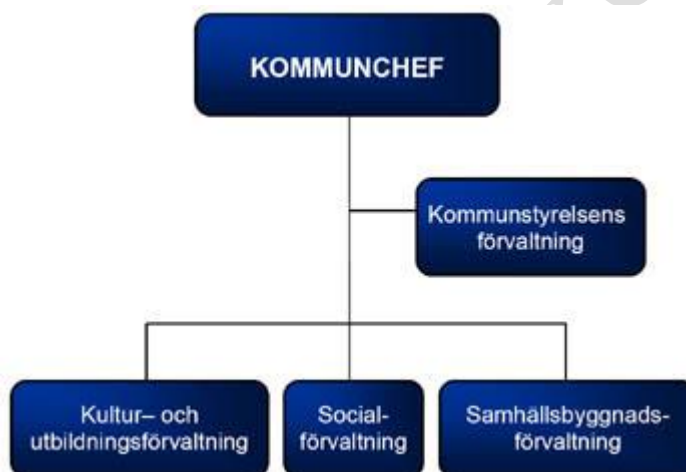 KOMMUNCHEF
Kommunstyrelsens
förvaltning
Kultur– och
utbildningsförvaltning
Social-
förvaltning
Samhällsbyggnads-
förvaltning